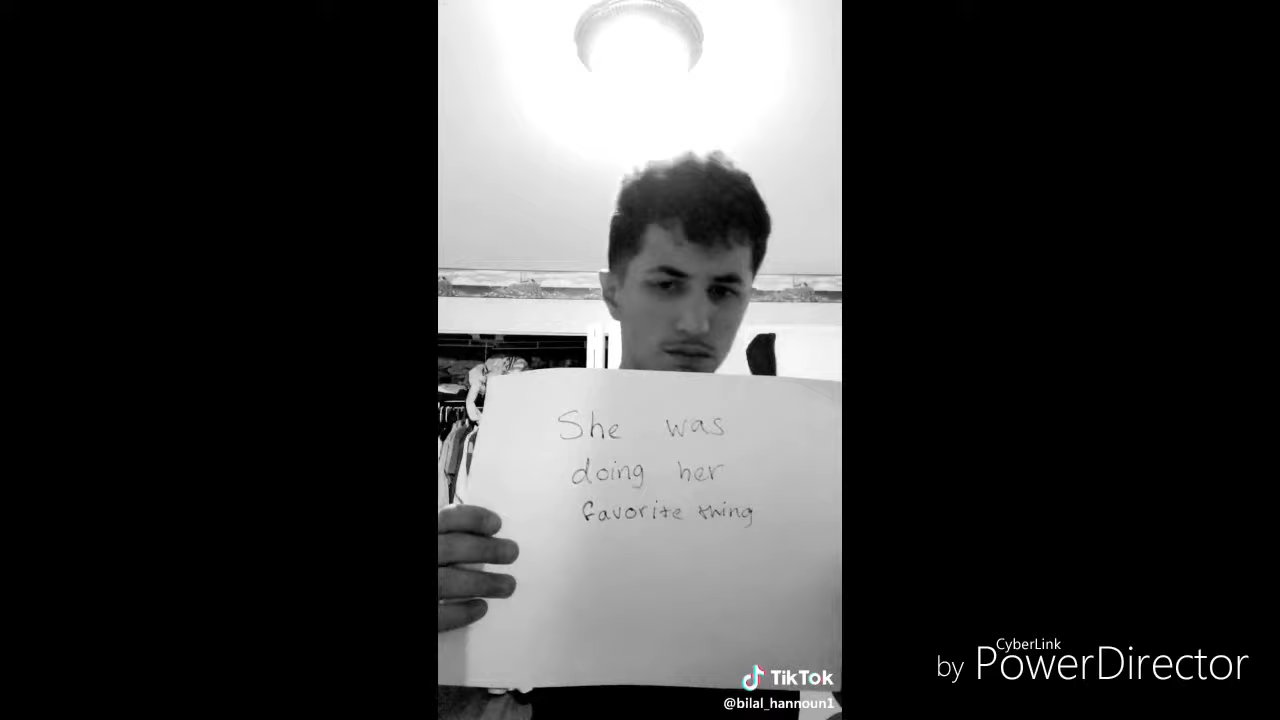 She was
doing her
favorite thing
TikTok
@bilal_hannoun1
CyberLink
by PowerDirector